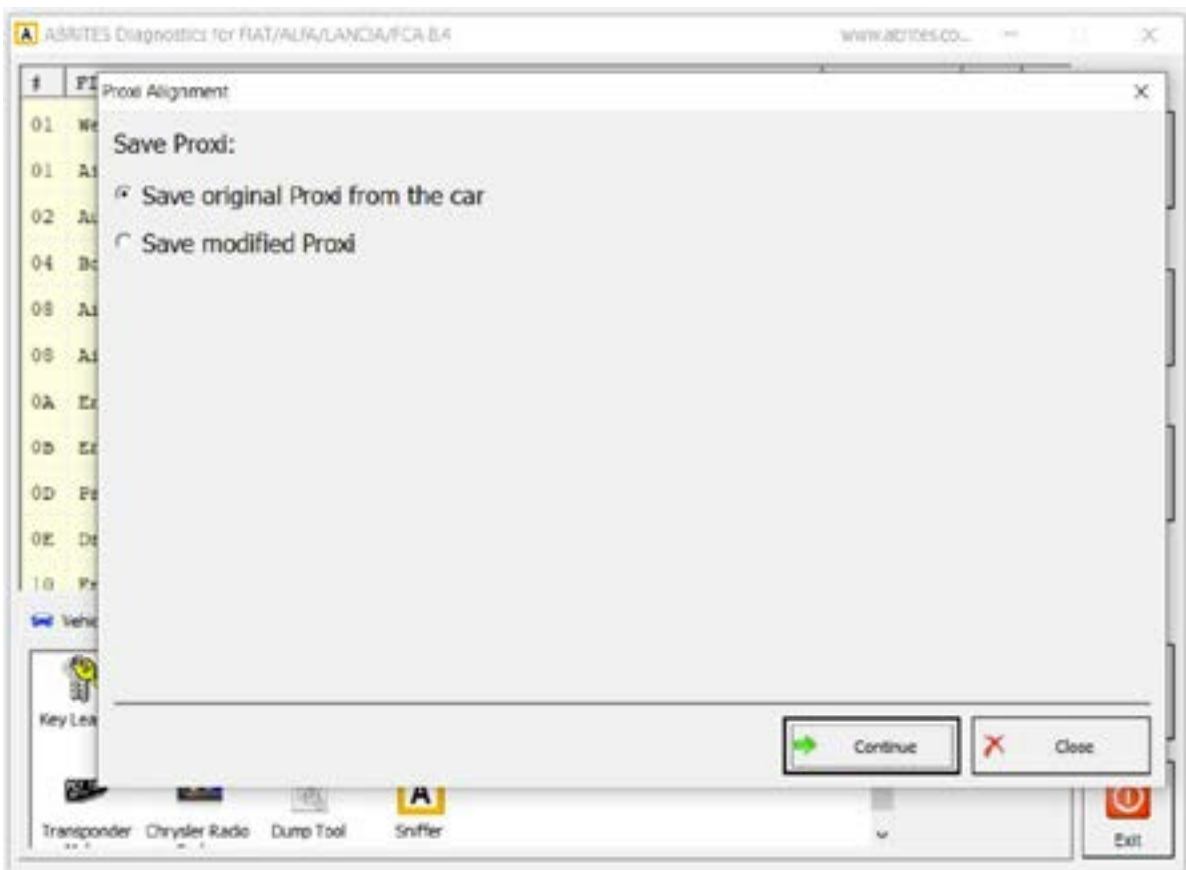 ABRITES Diagnostics for FIAT/ALFA/LANCIA/FCA 8.4 www.abrites.co...
#
Proxi Alignment
01
Save Proxi:
01
Save original Proxi from the car
02
Save modified Proxi
04
08
08
0A
0B
0D
0E
10
Key Lea
Continue
Close
Transponder
Chrysler Radio
Dump Tool
Sniffer
Exit